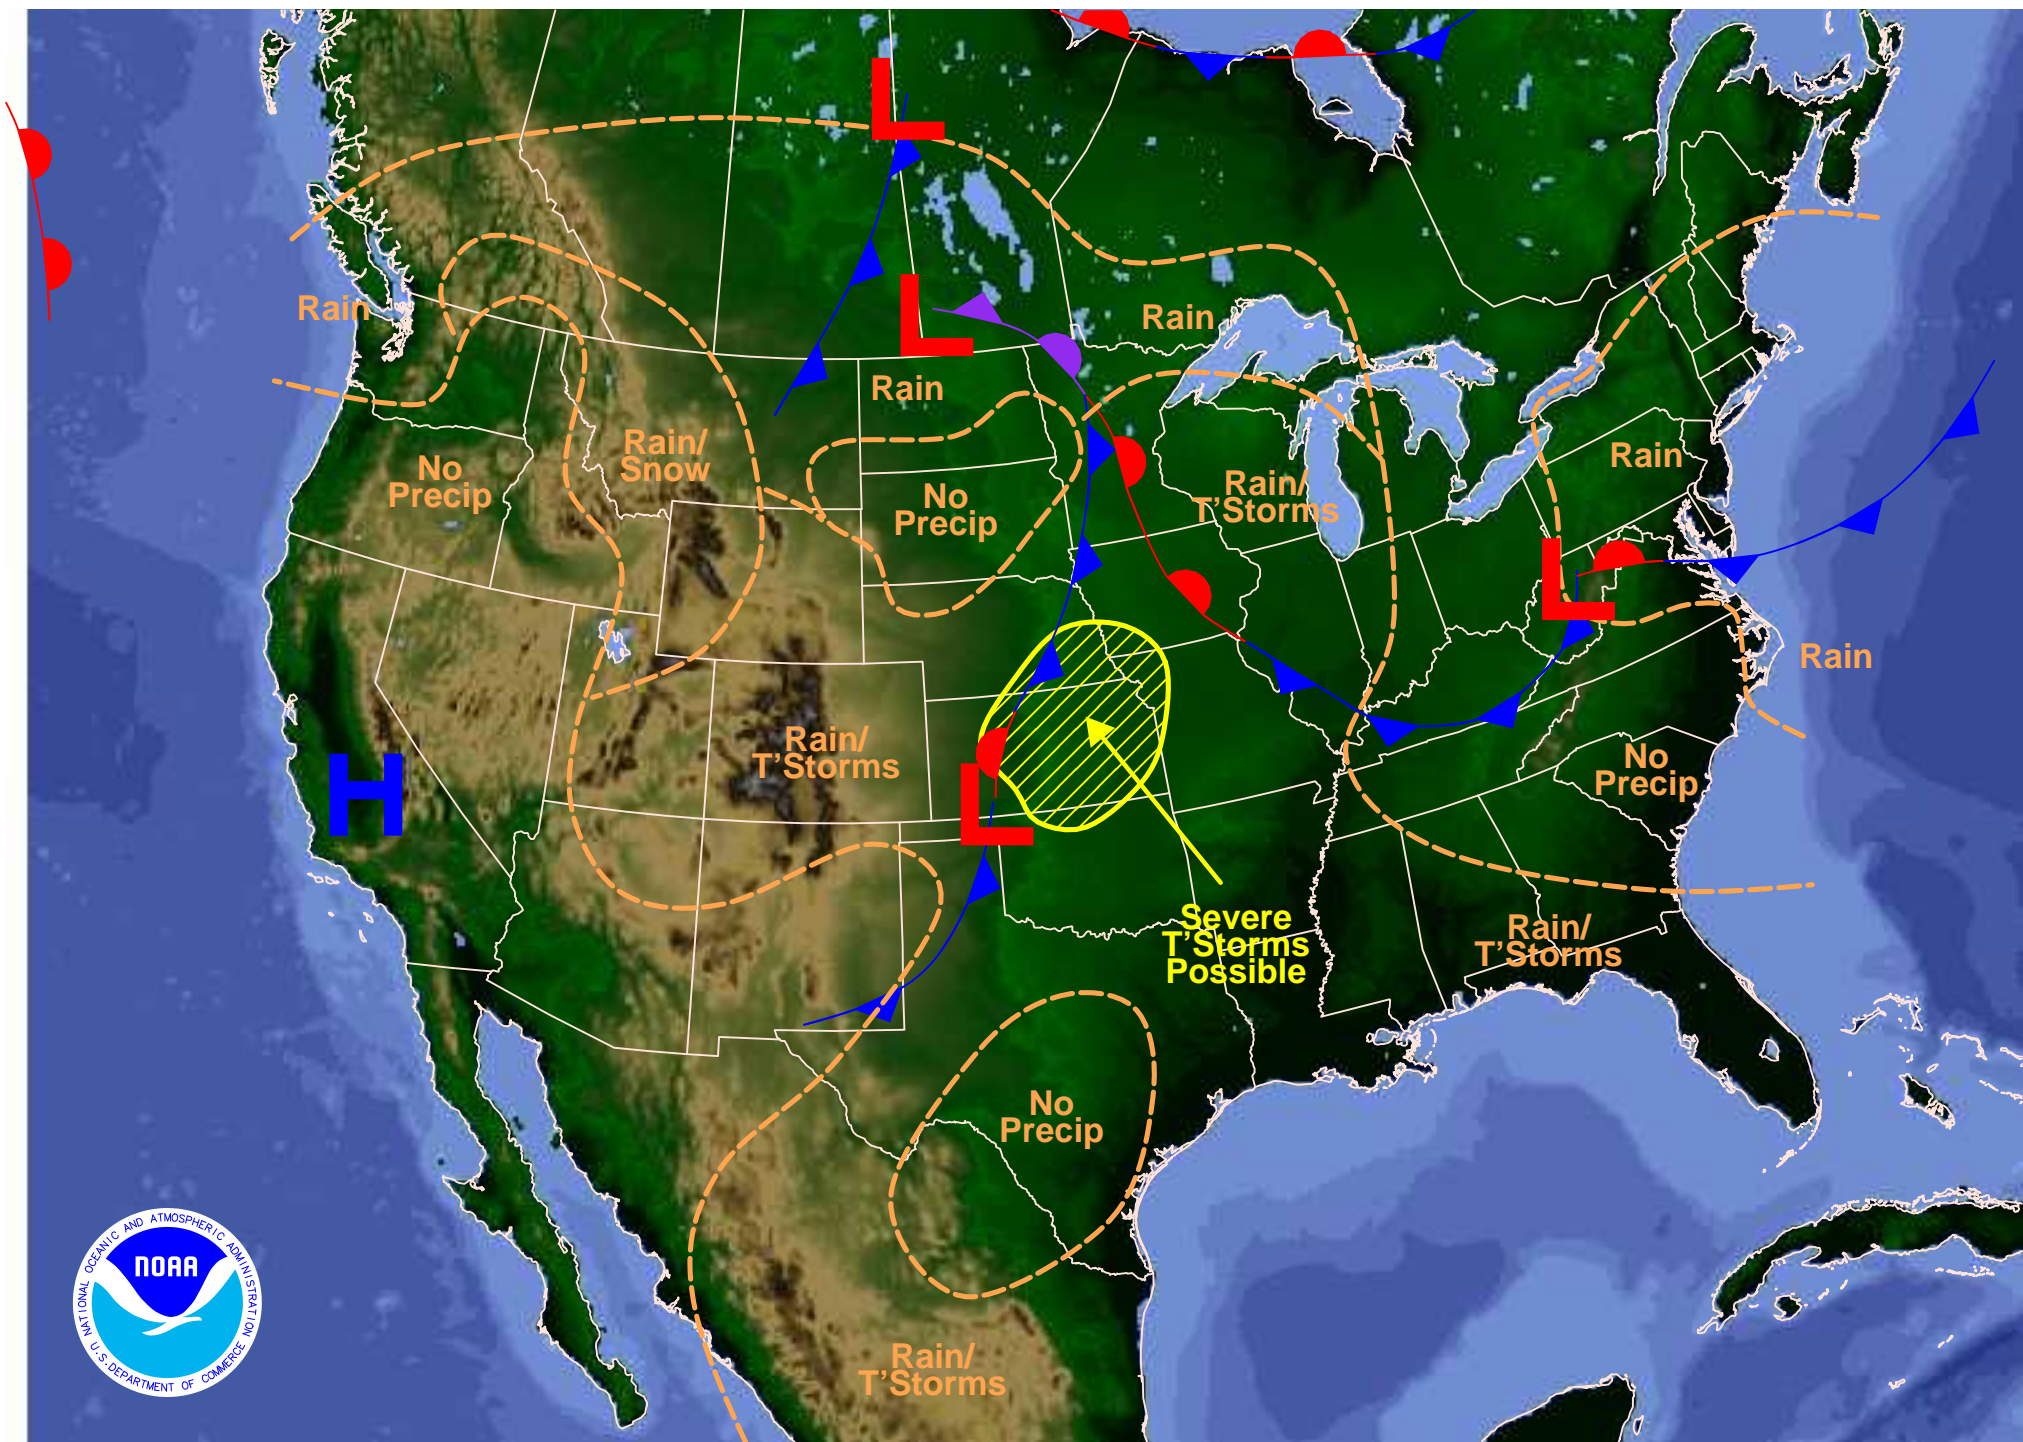 L
L
Rain
Rain
Rain
Rain/
Snow
No
Precip
No
Precip
Rain/
T'Storms
Rain
L
Rain
H
Rain/
T'Storms
L
No
Precip
Severe
T'Storms
Possible
Rain/
T'Storms
No
Precip
Rain/
T'Storms
NATIONAL OCEANIC AND ATMOSPHERIC ADMINISTRATION
NOAA
U.S. DEPARTMENT OF COMMERCE